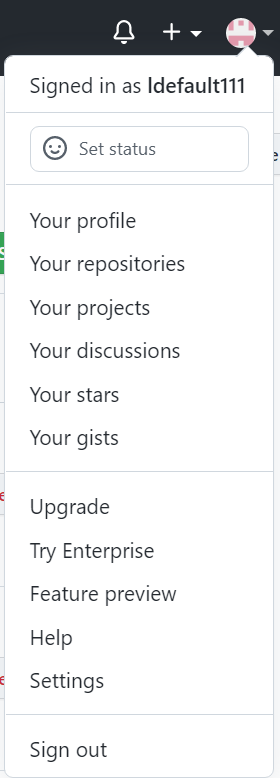 Signed in as ldefault111
Set status
Your profile
Your repositories
Your projects
Your discussions
Your stars
Your gists
Upgrade
Try Enterprise
Feature preview
Help
Settings
Sign out